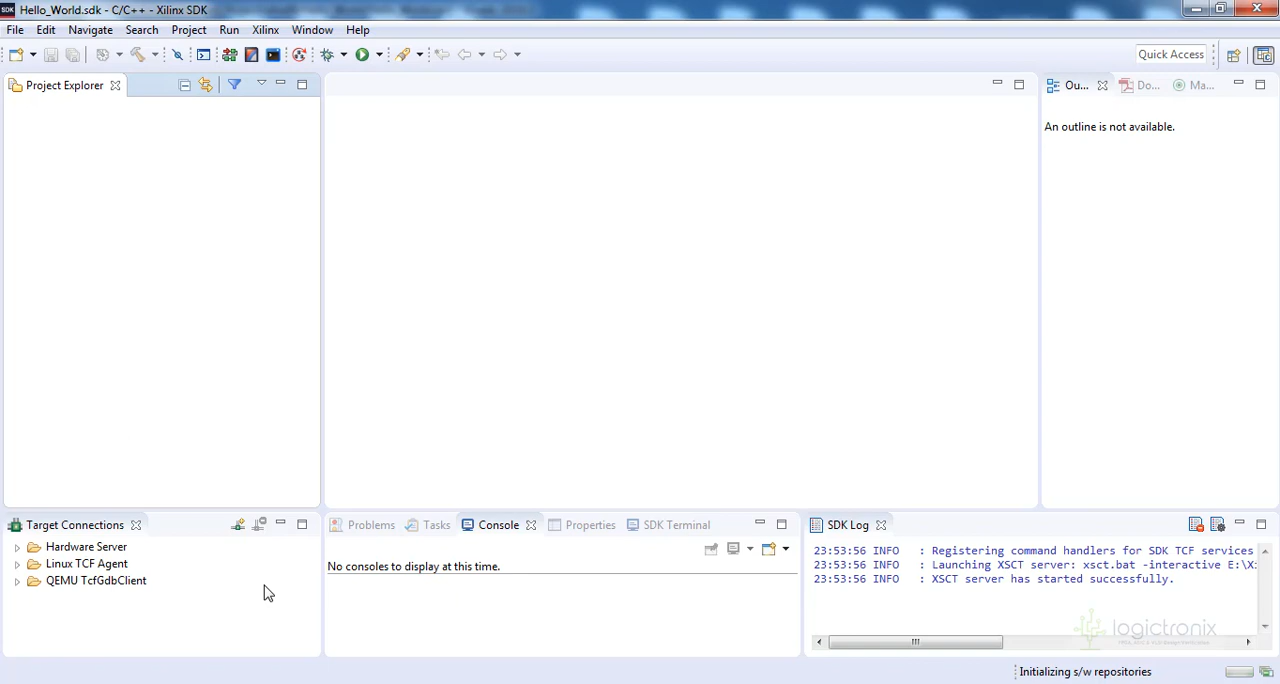 Hello_World.sdk - C/C++ - Xilinx SDK
File Edit Navigate Search Project Run Xilinx Window Help
Quick Access
Project Explorer
Ou... Do... Ma...
An outline is not available.
Target Connections
Problems Tasks Console Properties SDK Terminal
SDK Log
Hardware Server
Linux TCF Agent
QEMU TcfGdbClient
No consoles to display at this time.
23:53:56 INFO : Registering command handlers for SDK TCF services
23:53:56 INFO : Launching XSCT server: xsct.bat -interactive E:\X
23:53:56 INFO : XSCT server has started successfully.
logictronix
Initializing s/w repositories